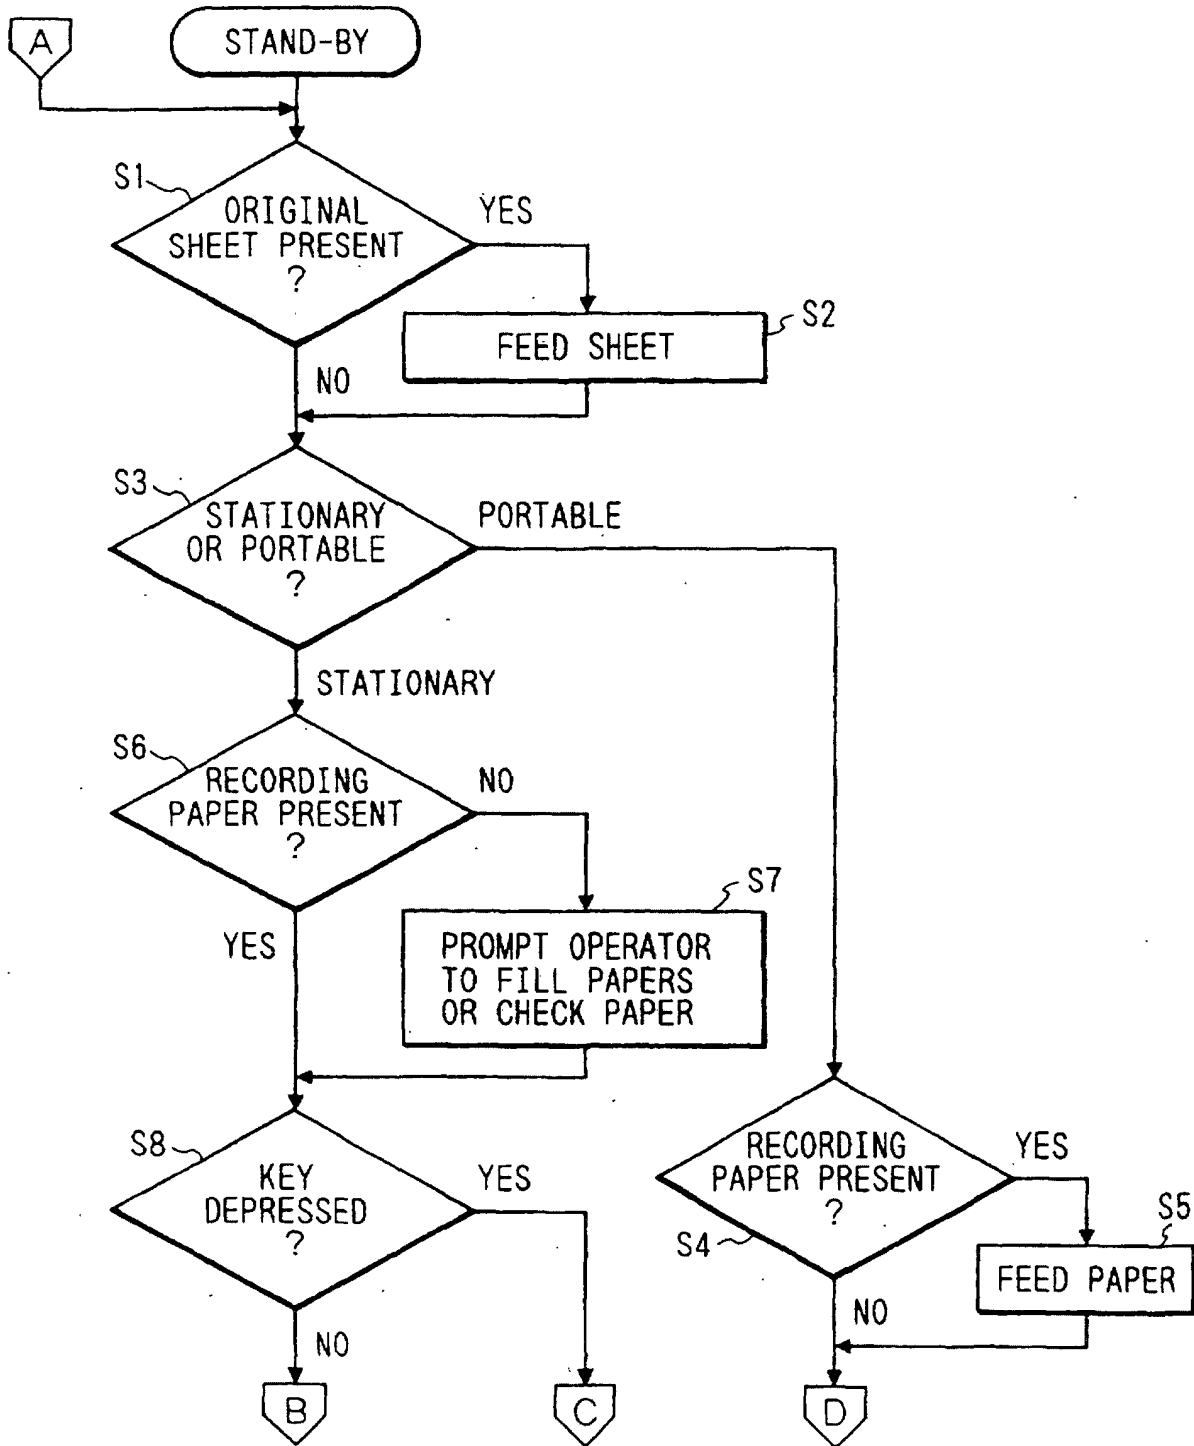 A
STAND-BY
S1
ORIGINAL
SHEET PRESENT
?
YES
S2
FEED SHEET
NO
S3
STATIONARY
OR PORTABLE
?
PORTABLE
STATIONARY
S6
RECORDING
PAPER PRESENT
?
NO
S7
PROMPT OPERATOR
TO FILL PAPERS
OR CHECK PAPER
YES
S8
KEY
DEPRESSED
?
YES
RECORDING
PAPER PRESENT
?
YES
S4
S5
FEED PAPER
NO
NO
B
C
D